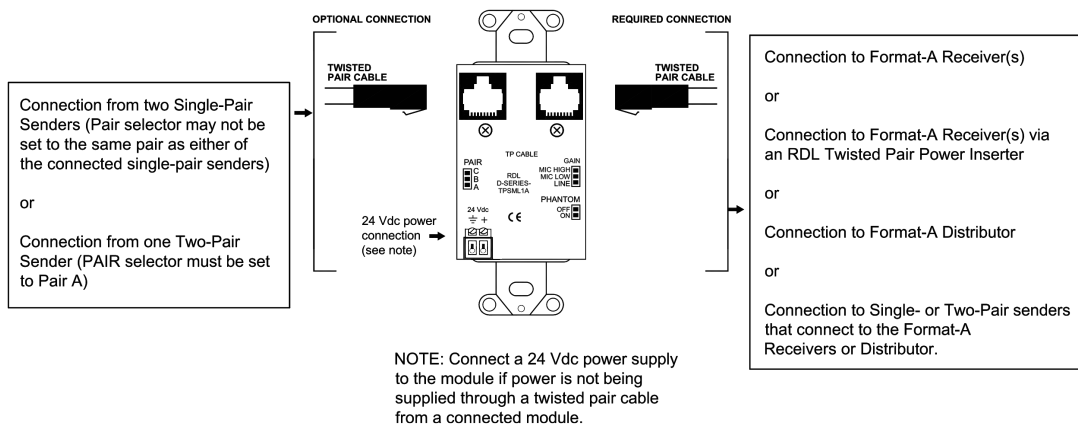 OPTIONAL CONNECTION
REQUIRED CONNECTION
TWISTED
PAIR CABLE
TWISTED
PAIR CABLE
Connection from two Single-Pair
Senders (Pair selector may not be
set to the same pair as either of
the connected single-pair senders)
or
Connection from one Two-Pair
Sender (PAIR selector must be set
to Pair A)
TP CABLE
PAIR
C
B
A
RDL
D-SERIES-
TPSML1A
GAIN
MIC HIGH
MIC LOW
LINE
PHANTOM
OFF
ON
24 Vdc
+
CE
24 Vdc power
connection
(see note)
Connection to Format-A Receiver(s)
or
Connection to Format-A Receiver(s) via
an RDL Twisted Pair Power Inserter
or
Connection to Format-A Distributor
or
Connection to Single- or Two-Pair senders
that connect to the Format-A
Receivers or Distributor.
NOTE: Connect a 24 Vdc power supply
to the module if power is not being
supplied through a twisted pair cable
from a connected module.